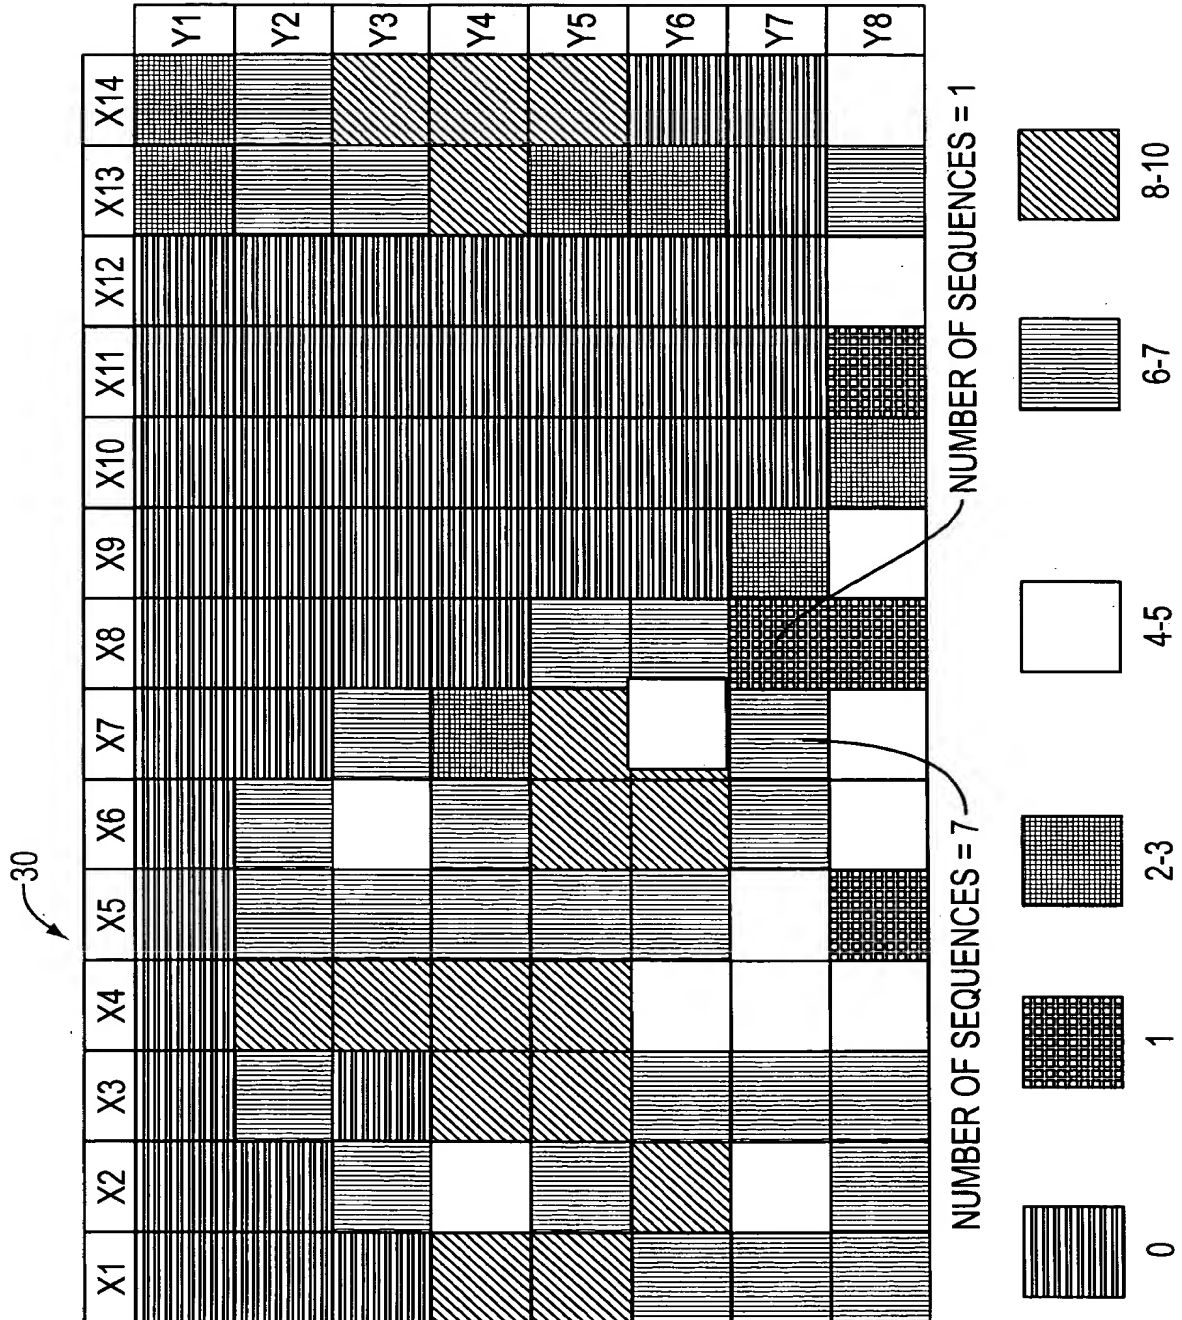 30
X1 X2 X3 X4 X5 X6 X7 X8 X9 X10 X11 X12 X13 X14
Y1
Y2
Y3
Y4
Y5
Y6
Y7
Y8
NUMBER OF SEQUENCES = 7
NUMBER OF SEQUENCES = 1
0
1
2-3
4-5
6-7
8-10